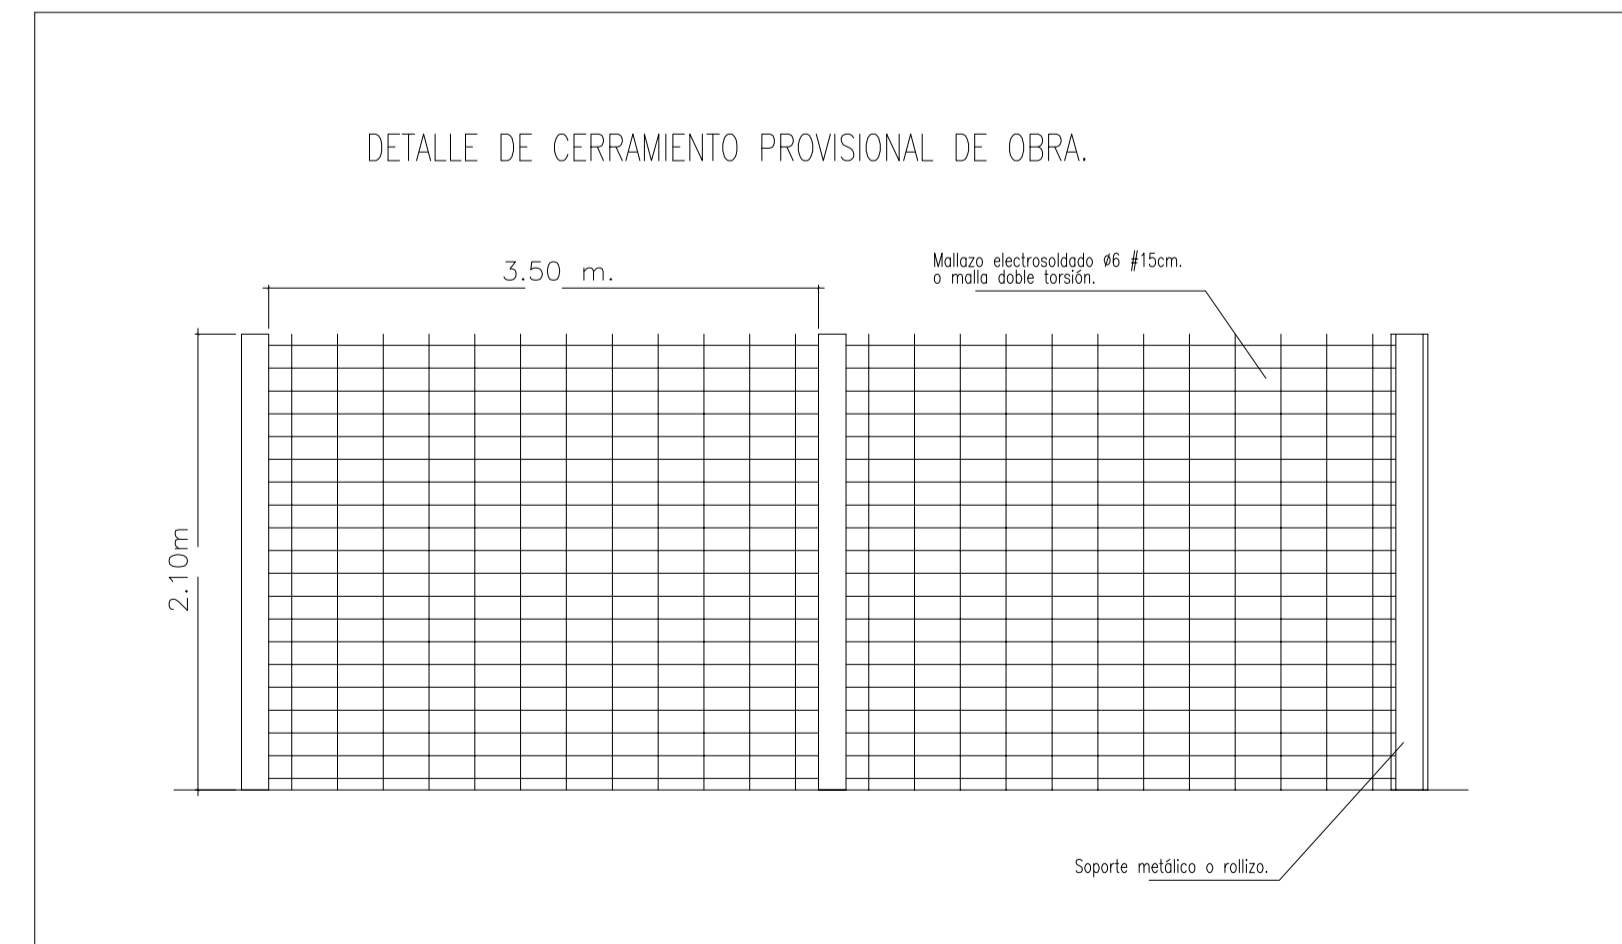 DETALLE DE CERRAMIENTO PROVISIONAL DE OBRA.
3.50 m.
Mallazo electrosoldado ø6 #15cm.
o malla doble torsión.
2.10m
Soporte metálico o rollizo.